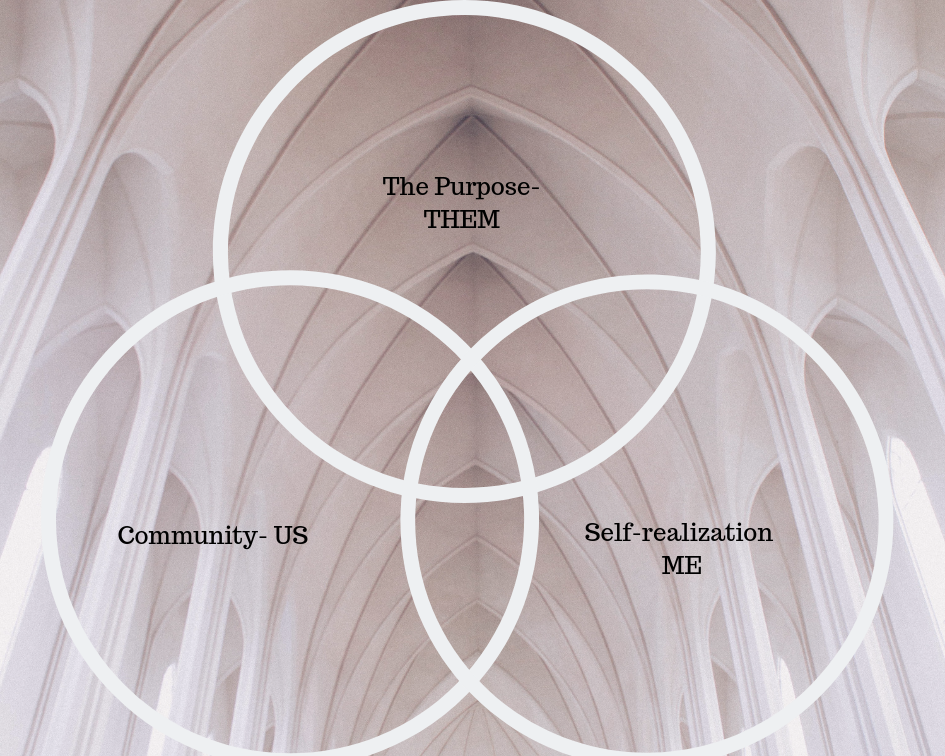 The Purpose-
THEM
Community- US
Self-realization
ME